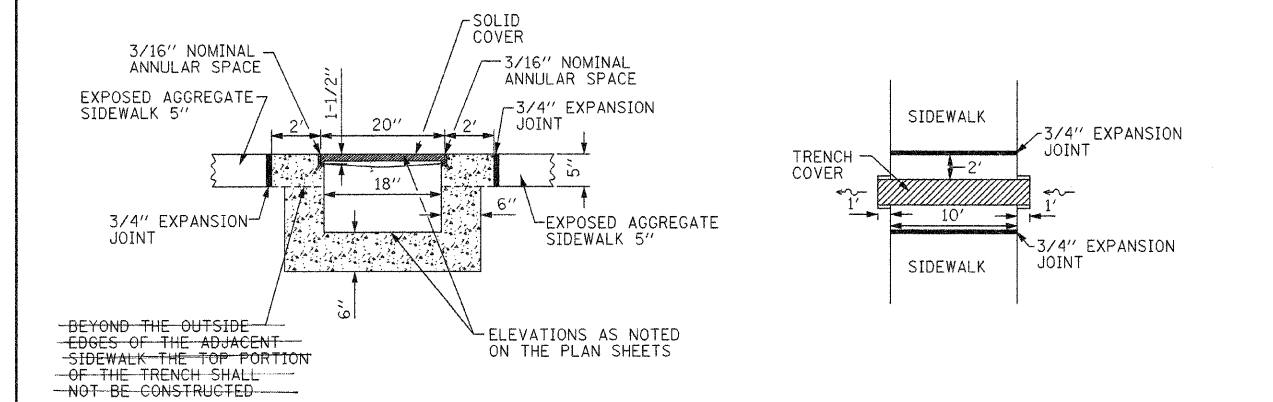 SOLID
COVER
3/16" NOMINAL
ANNULAR SPACE
3/16" NOMINAL
ANNULAR SPACE
EXPOSED AGGREGATE
SIDEWALK 5"
1-1/2"
3/4" EXPANSION
JOINT
2'
20"
2'
5"
18"
6"
3/4" EXPANSION
JOINT
EXPOSED AGGREGATE
SIDEWALK 5"
6"
BEYOND THE OUTSIDE
EDGES OF THE ADJACENT
SIDEWALK THE TOP PORTION
OF THE TRENCH SHALL
NOT BE CONSTRUCTED
ELEVATIONS AS NOTED
ON THE PLAN SHEETS
SIDEWALK
3/4" EXPANSION
JOINT
TRENCH
COVER
2'
1'
10'
1'
3/4" EXPANSION
JOINT
SIDEWALK